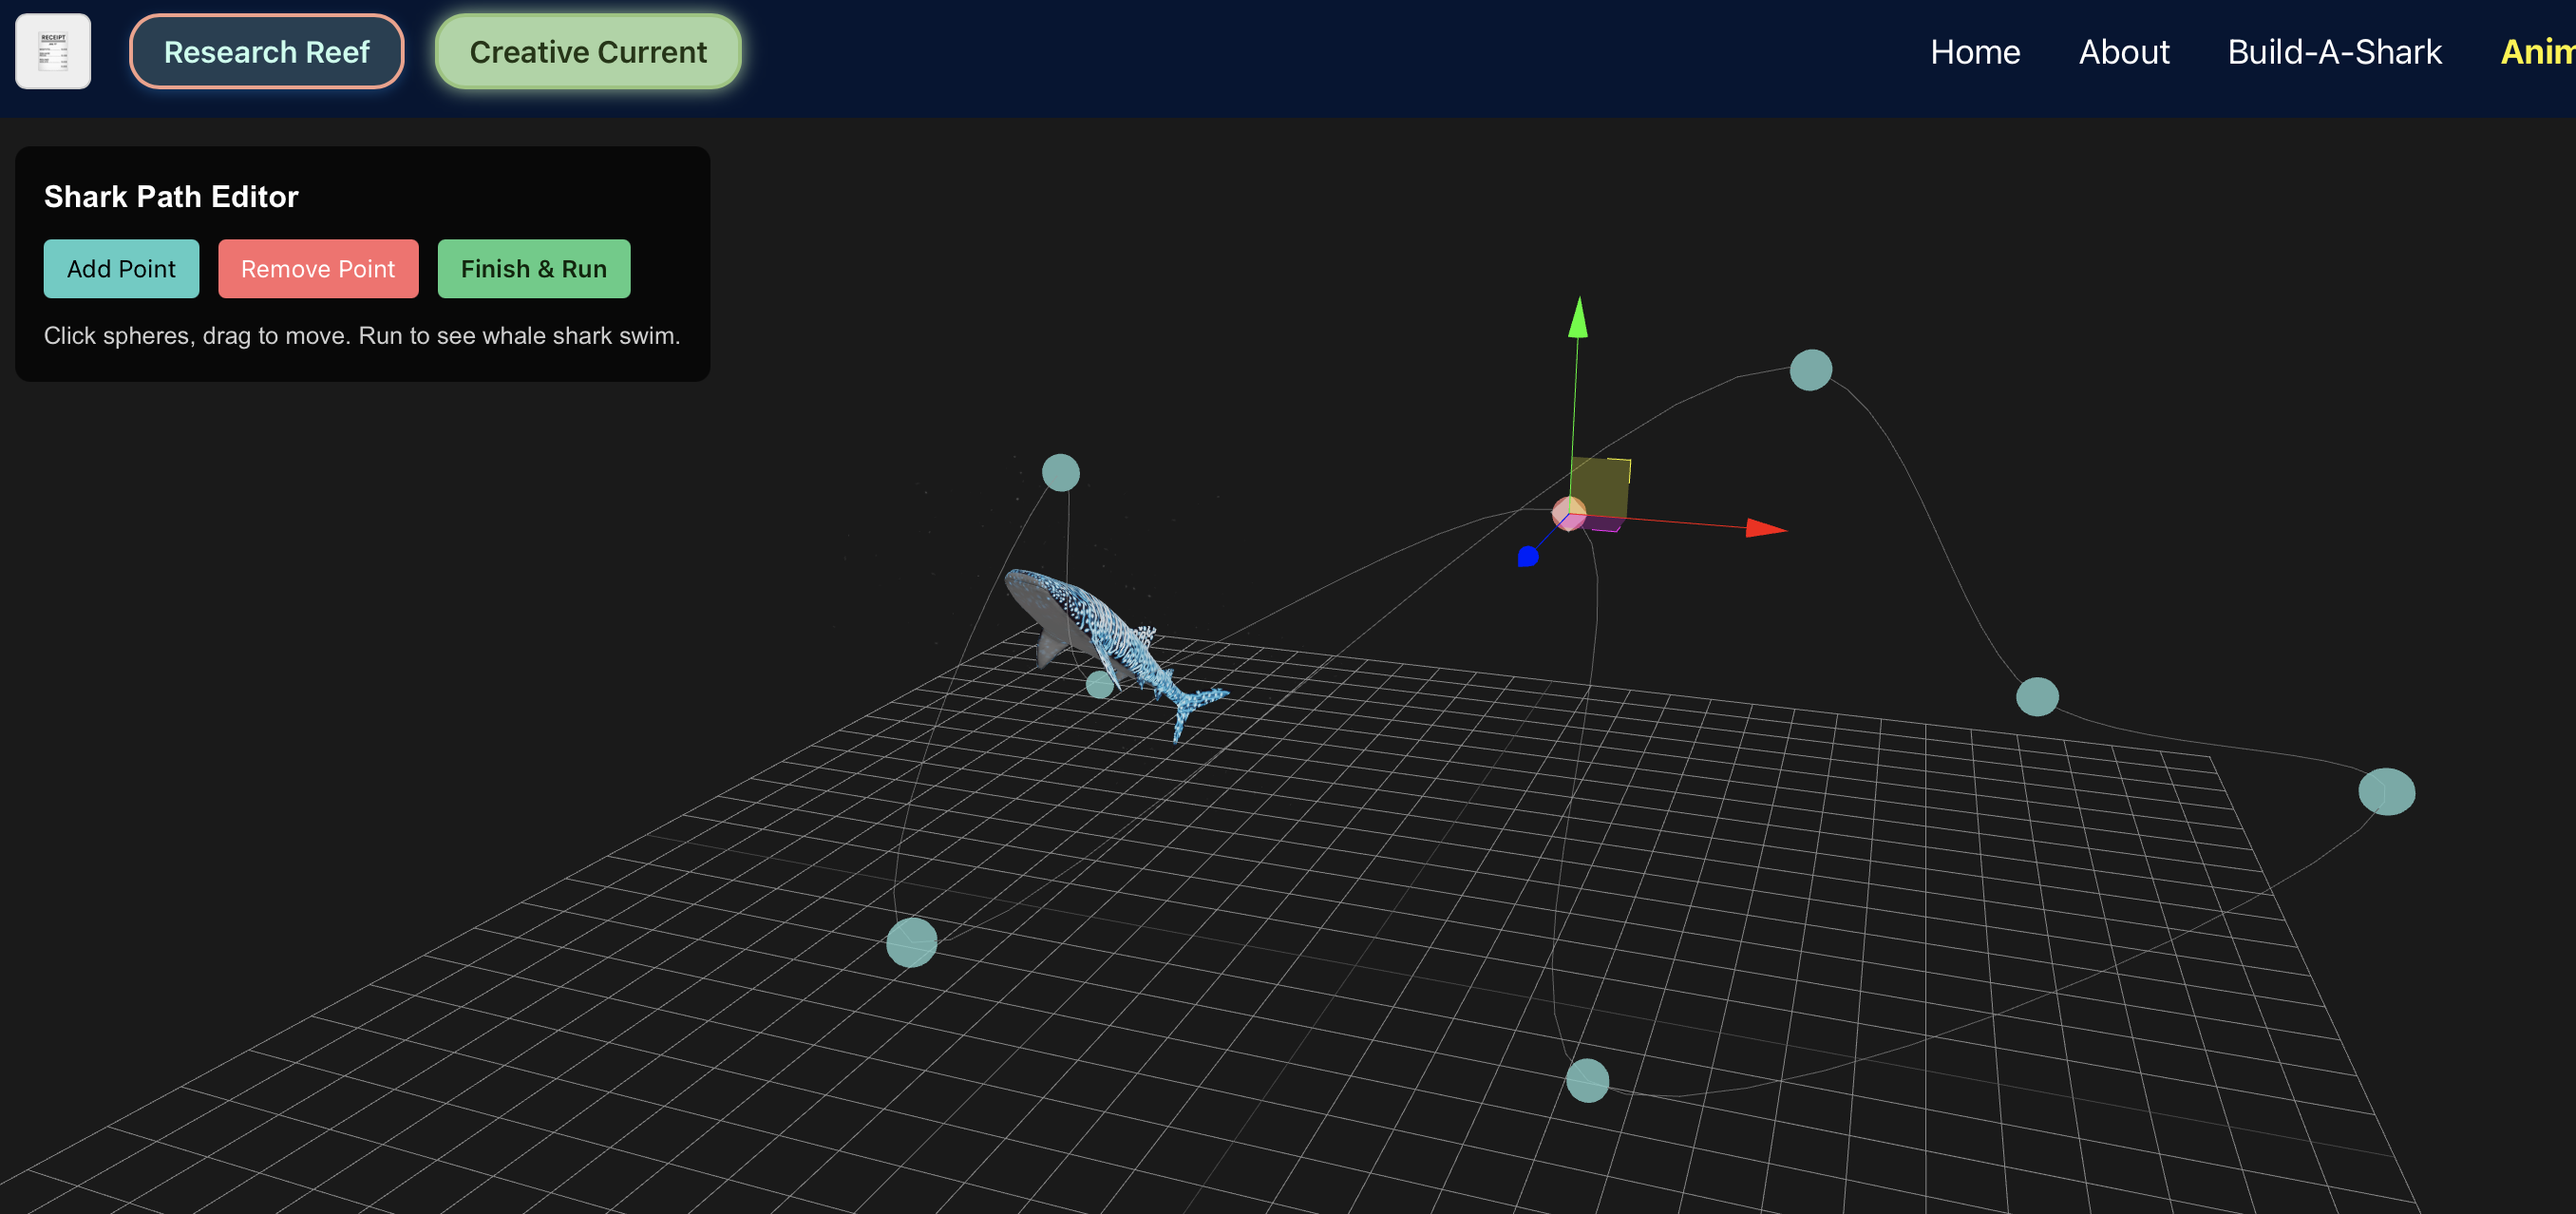 RECEIPT
Research Reef
Creative Current
Home
About
Build-A-Shark
Anim
Shark Path Editor
Add Point
Remove Point
Finish & Run
Click spheres, drag to move. Run to see whale shark swim.